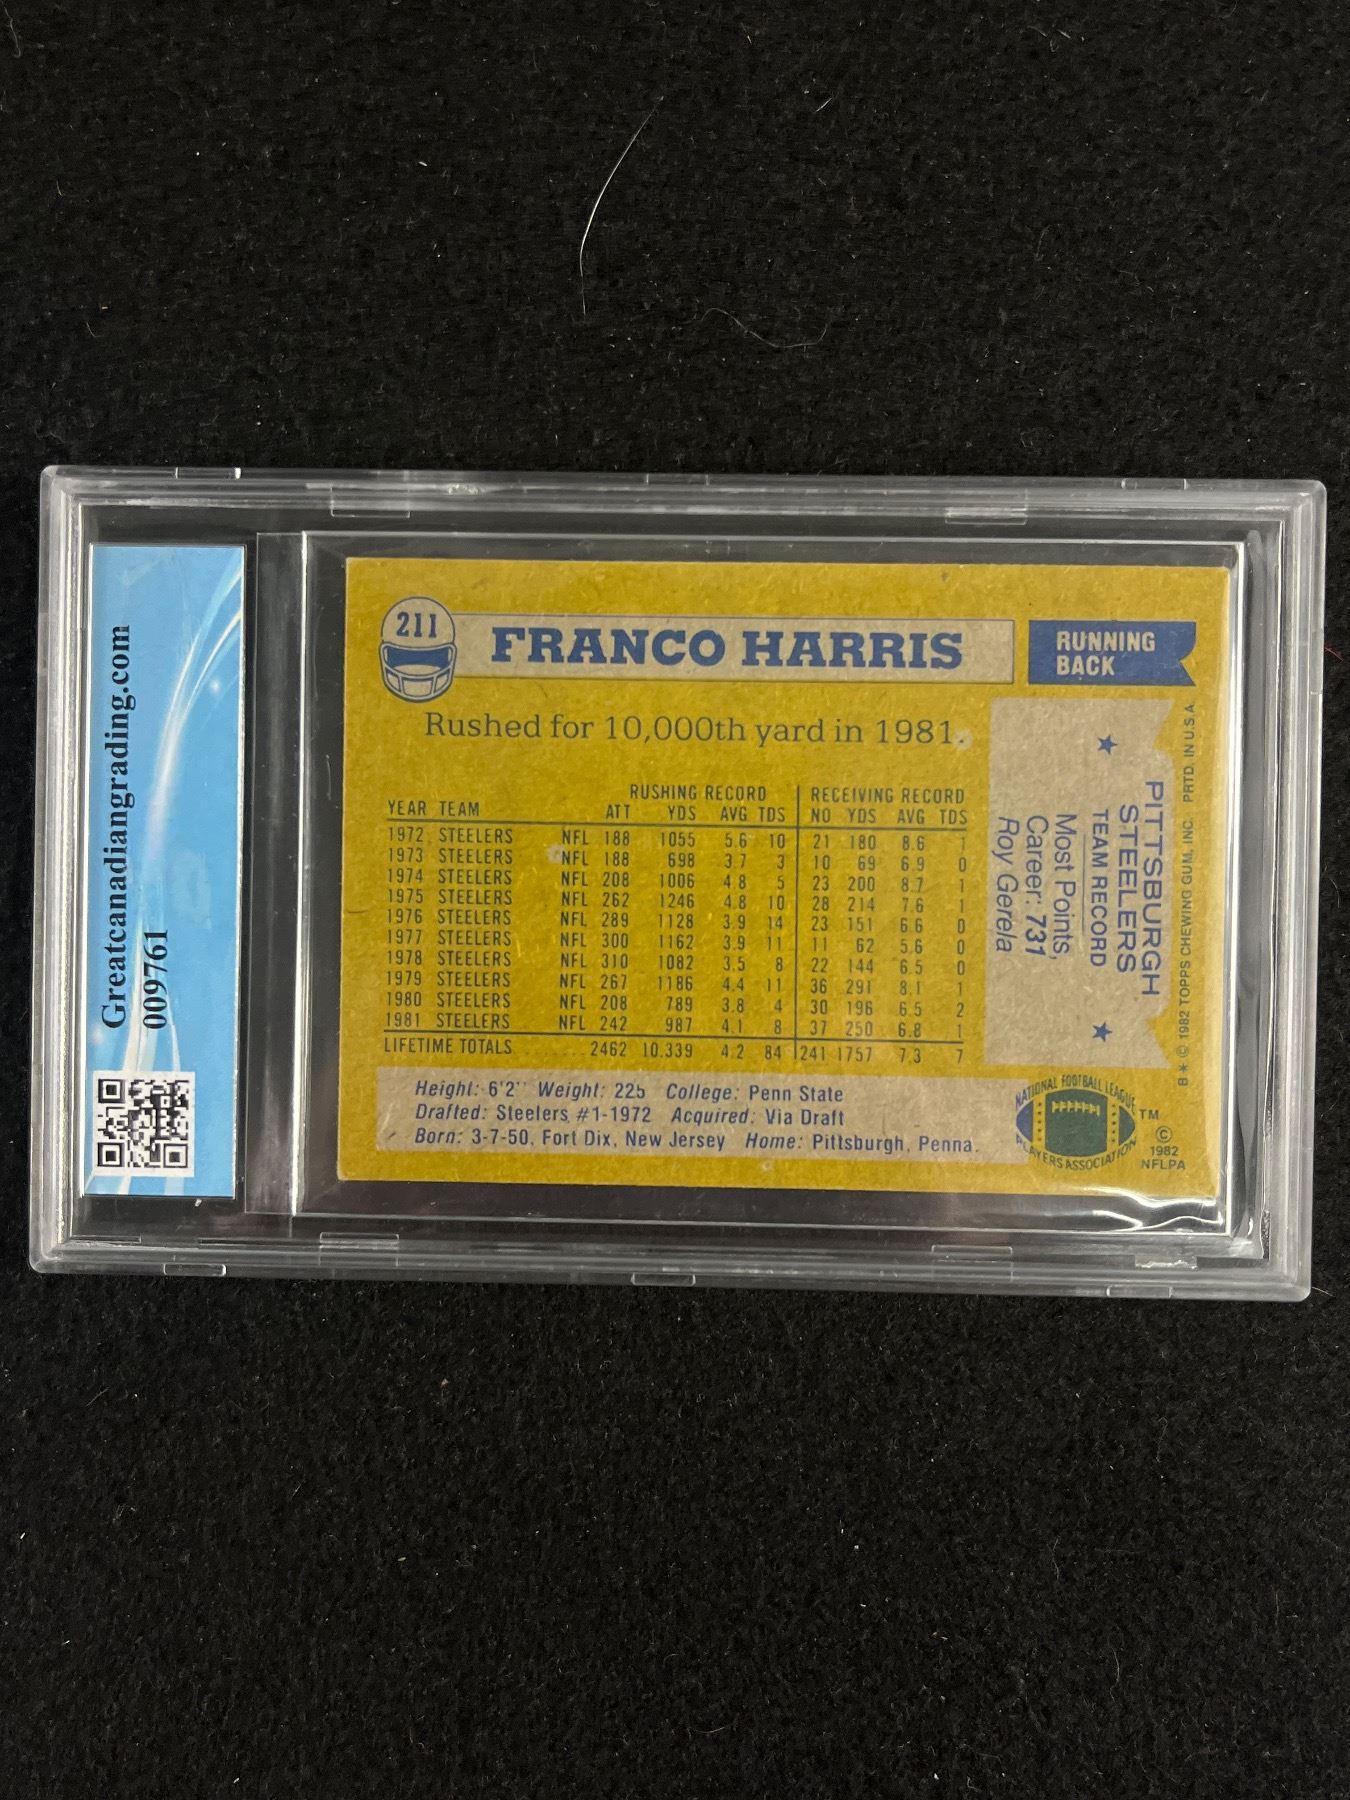 Greatcanadiangrading.com
009761
211
FRANCO HARRIS
RUNNING
BACK
Rushed for 10,000th yard in 1981.
RUSHING RECORD RECEIVING RECORD
YEAR TEAM ATT YDS AVG TDS NO YDS AVG TDS
1972 STEELERS NFL 188 1055 5.6 10 21 180 8.6 1
1973 STEELERS NFL 188 698 3.7 3 10 69 6.9 0
1974 STEELERS NFL 208 1006 4.8 5 23 200 8.7 1
1975 STEELERS NFL 262 1246 4.8 10 28 214 7.6 1
1976 STEELERS NFL 289 1128 3.9 14 23 151 6.6 0
1977 STEELERS NFL 300 1162 3.9 11 11 62 5.6 0
1978 STEELERS NFL 310 1082 3.5 8 22 144 6.5 0
1979 STEELERS NFL 267 1186 4.4 11 36 291 8.1 1
1980 STEELERS NFL 208 789 3.8 4 30 196 6.5 2
1981 STEELERS NFL 242 987 4.1 8 37 250 6.8 1
LIFETIME TOTALS ....... 2462 10.339 4.2 84 241 1757 7.3 7
Height: 6'2" Weight: 225 College: Penn State
Drafted: Steelers #1-1972 Acquired: Via Draft
Born: 3-7-50, Fort Dix, New Jersey Home: Pittsburgh, Penna.
PITTSBURGH
STEELERS
TEAM RECORD
Most Points,
Career: 731
Roy Gerela
B* © 1982 TOPPS CHEWING GUM, INC. PRTD. IN U.S.A.
NATIONAL FOOTBALL LEAGUE
PLAYERS ASSOCIATION
TM
©
1982
NFLPA